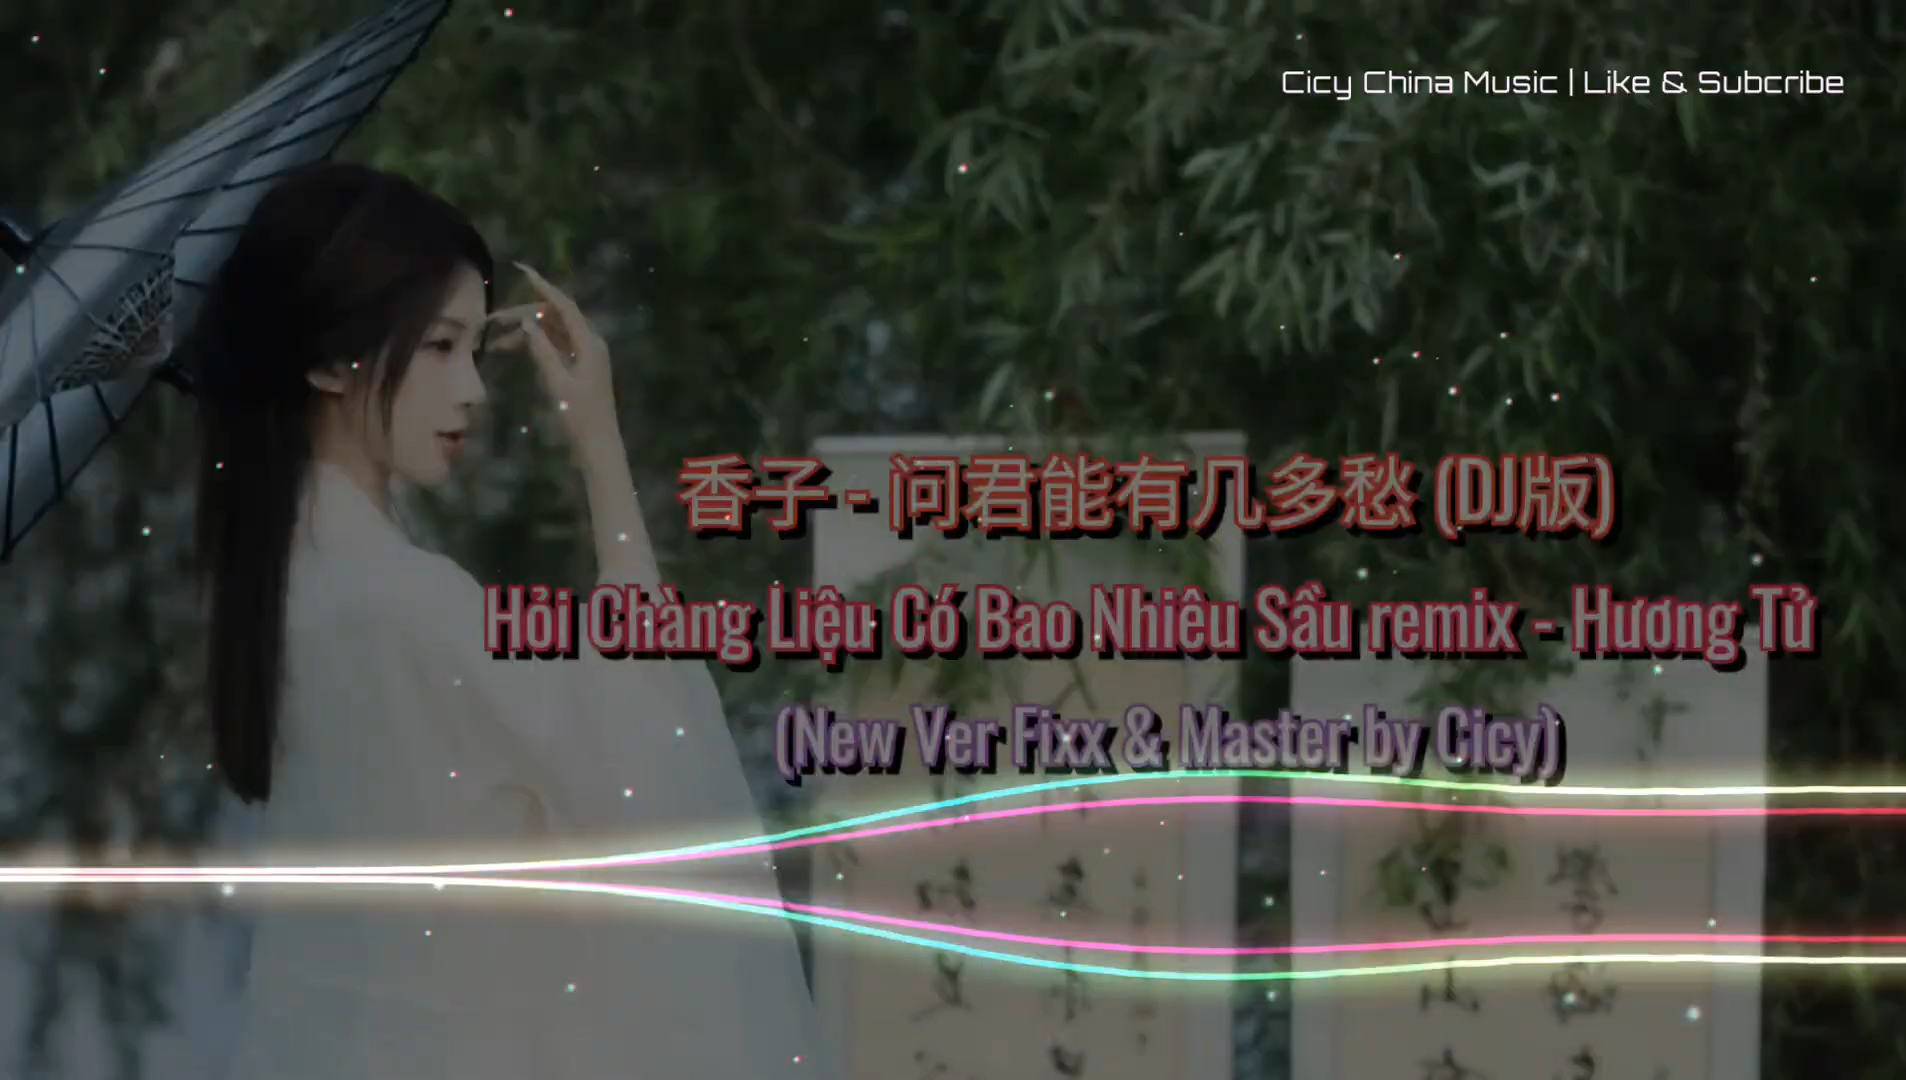 Cicy China Music | Like & Subcribe
香子 - 问君能有几多愁 (DJ版)
Hỏi Chàng Liệu Có Bao Nhiêu Sầu remix - Hương Tử
(New Ver Fixx & Master by Cicy)